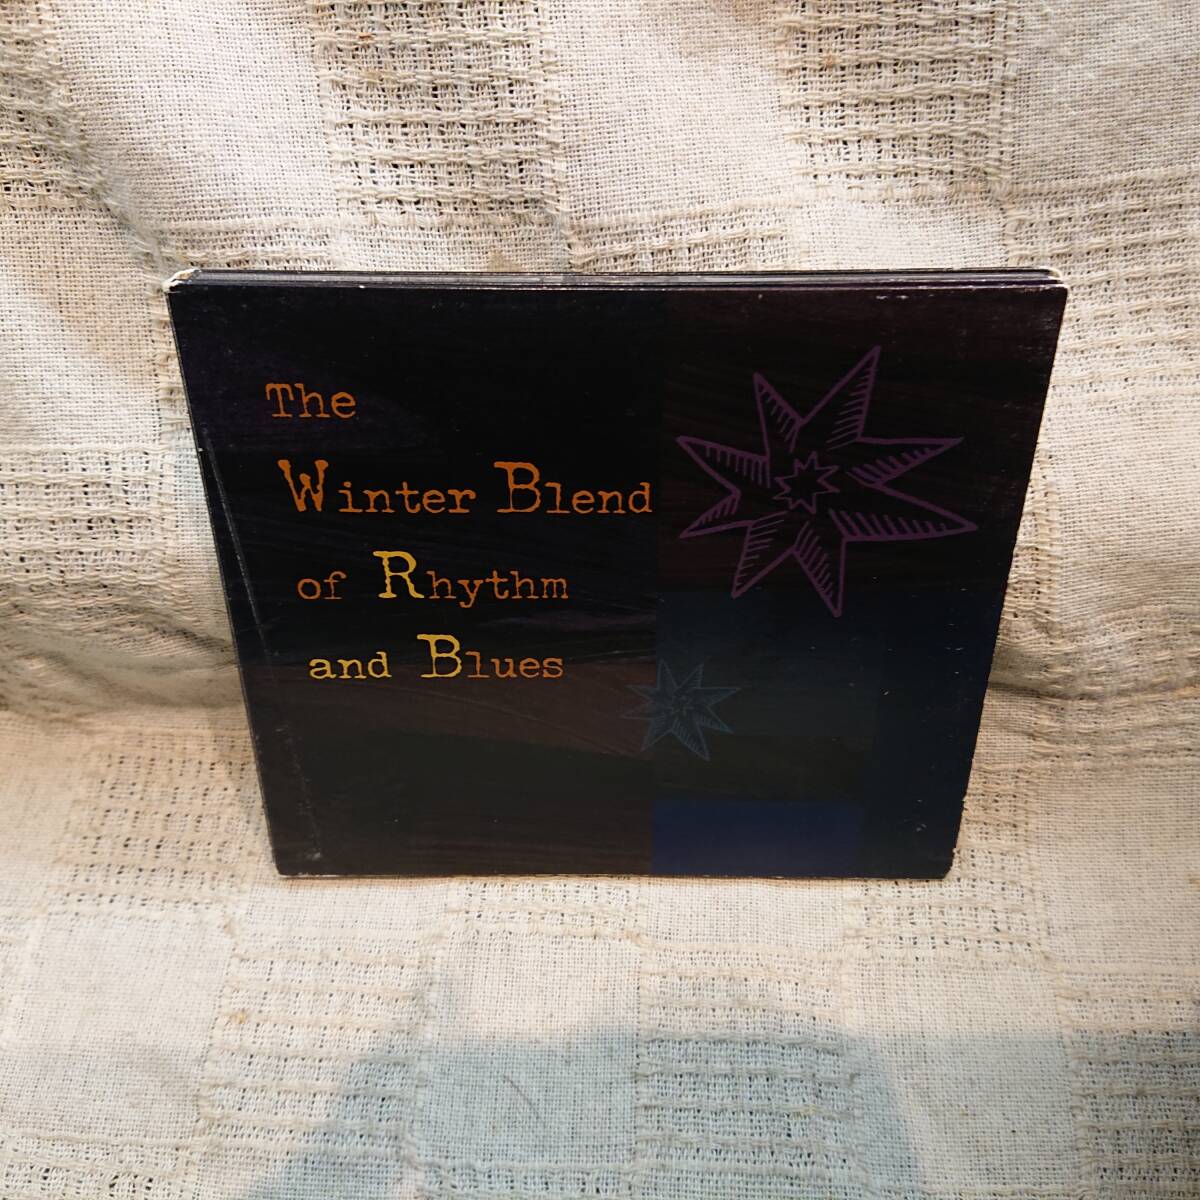 The
Winter Blend
of Rhythm
and Blues